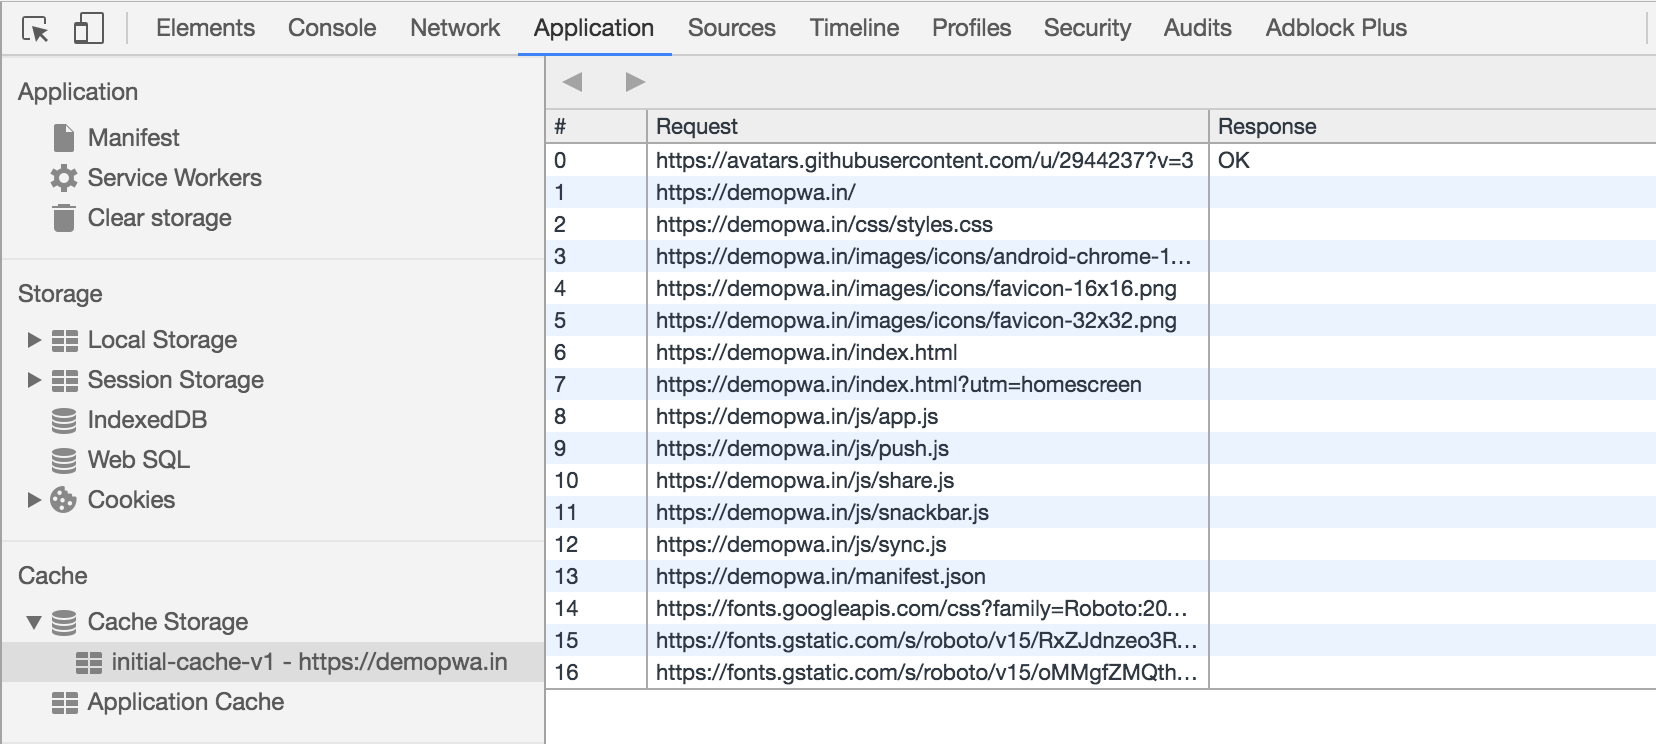 Elements Console Network Application Sources Timeline Profiles Security Audits Adblock Plus
Application
Manifest
Service Workers
Clear storage
Storage
Local Storage
Session Storage
IndexedDB
Web SQL
Cookies
Cache
Cache Storage
initial-cache-v1 - https://demopwa.in
Application Cache
# Request Response
0 https://avatars.githubusercontent.com/u/2944237?v=3 OK
1 https://demopwa.in/
2 https://demopwa.in/css/styles.css
3 https://demopwa.in/images/icons/android-chrome-1...
4 https://demopwa.in/images/icons/favicon-16x16.png
5 https://demopwa.in/images/icons/favicon-32x32.png
6 https://demopwa.in/index.html
7 https://demopwa.in/index.html?utm=homescreen
8 https://demopwa.in/js/app.js
9 https://demopwa.in/js/push.js
10 https://demopwa.in/js/share.js
11 https://demopwa.in/js/snackbar.js
12 https://demopwa.in/js/sync.js
13 https://demopwa.in/manifest.json
14 https://fonts.googleapis.com/css?family=Roboto:20...
15 https://fonts.gstatic.com/s/roboto/v15/RxZJdnzeo3R...
16 https://fonts.gstatic.com/s/roboto/v15/oMMgfZMQth...